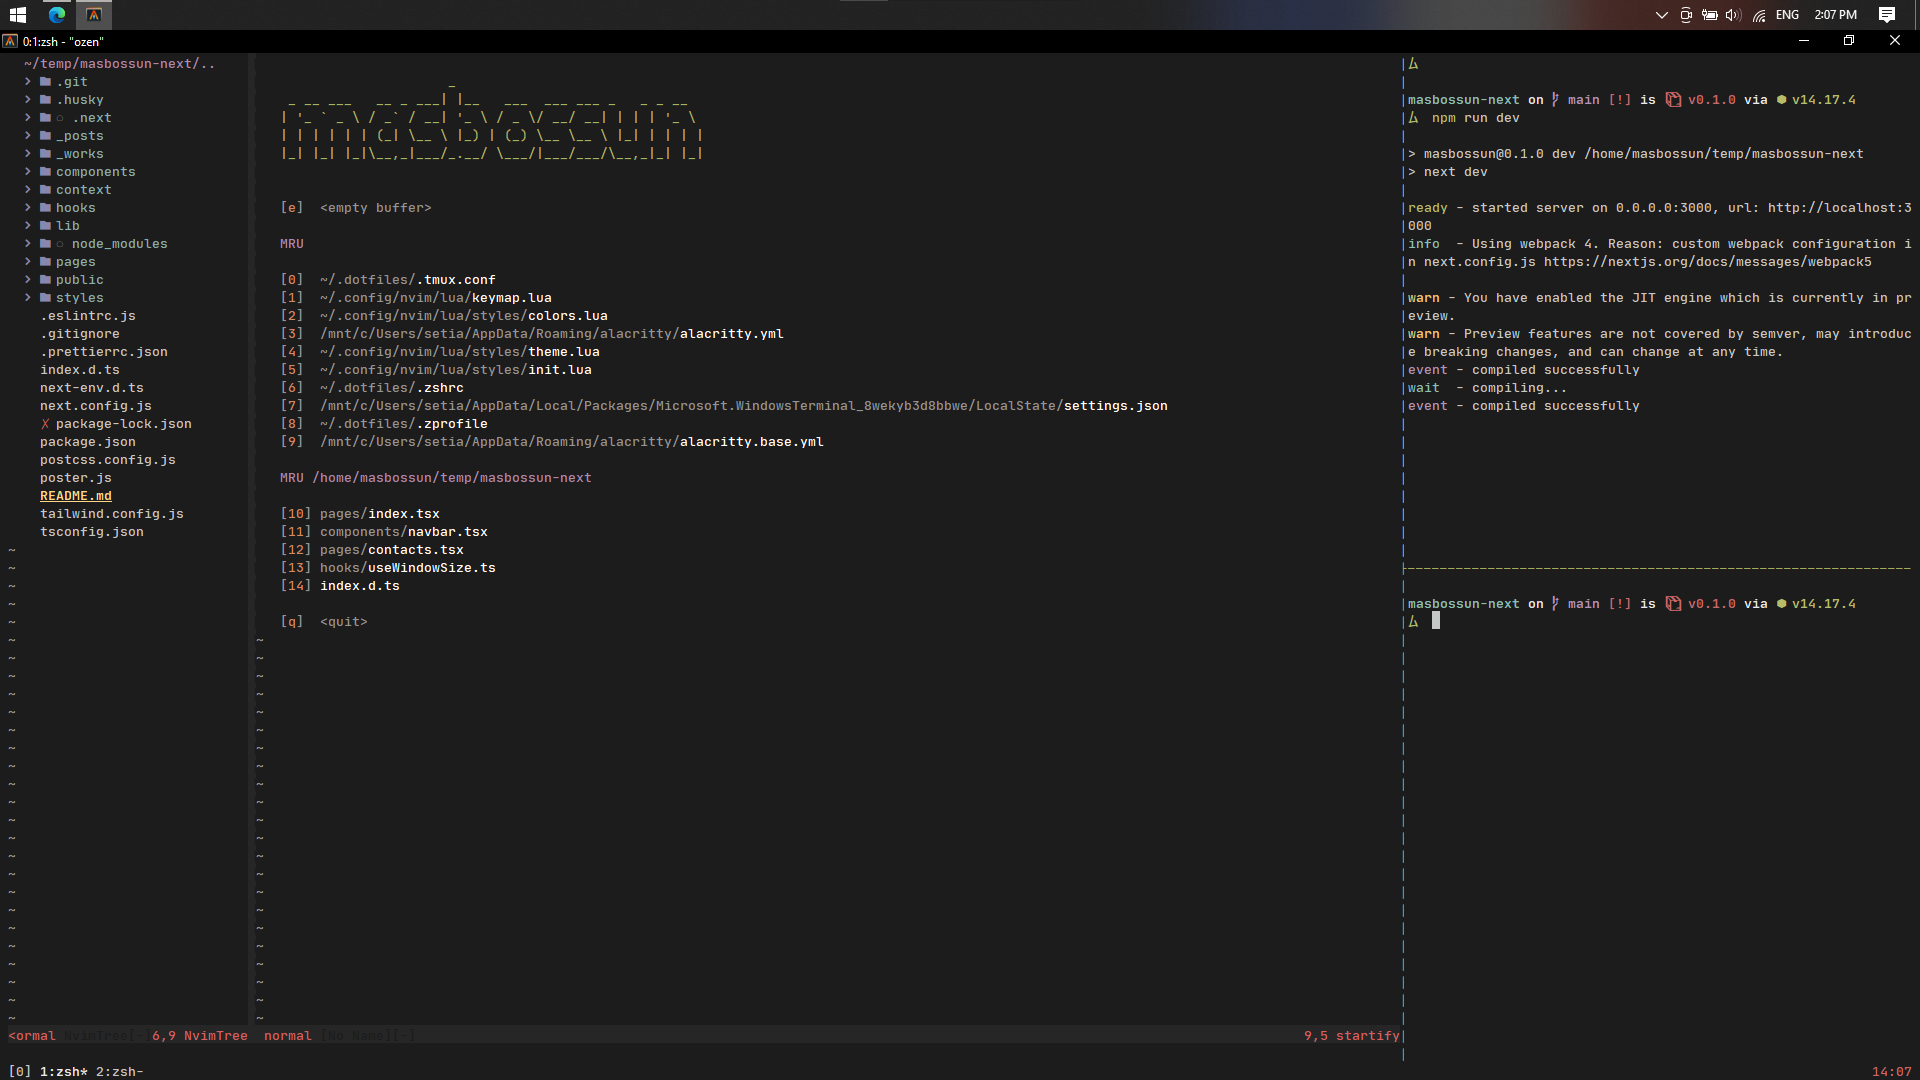 ENG 2:07 PM
0:1:zsh - "ozen"
~/temp/masbossun-next/..
.git
.husky
.next
_posts
_works
components
context
hooks
lib
node_modules
pages
public
styles
.eslintrc.js
.gitignore
.prettierrc.json
index.d.ts
next-env.d.ts
next.config.js
✗ package-lock.json
package.json
postcss.config.js
poster.js
README.md
tailwind.config.js
tsconfig.json
masbossun
[e] <empty buffer>
MRU
[0] ~/.dotfiles/.tmux.conf
[1] ~/.config/nvim/lua/keymap.lua
[2] ~/.config/nvim/lua/styles/colors.lua
[3] /mnt/c/Users/setia/AppData/Roaming/alacritty/alacritty.yml
[4] ~/.config/nvim/lua/styles/theme.lua
[5] ~/.config/nvim/lua/styles/init.lua
[6] ~/.dotfiles/.zshrc
[7] /mnt/c/Users/setia/AppData/Local/Packages/Microsoft.WindowsTerminal_8wekyb3d8bbwe/LocalState/settings.json
[8] ~/.dotfiles/.zprofile
[9] /mnt/c/Users/setia/AppData/Roaming/alacritty/alacritty.base.yml
MRU /home/masbossun/temp/masbossun-next
[10] pages/index.tsx
[11] components/navbar.tsx
[12] pages/contacts.tsx
[13] hooks/useWindowSize.ts
[14] index.d.ts
[q] <quit>
masbossun-next on main [!] is v0.1.0 via v14.17.4
npm run dev
> masbossun@0.1.0 dev /home/masbossun/temp/masbossun-next
> next dev
ready - started server on 0.0.0.0:3000, url: http://localhost:3
000
info - Using webpack 4. Reason: custom webpack configuration i
n next.config.js https://nextjs.org/docs/messages/webpack5
warn - You have enabled the JIT engine which is currently in pr
eview.
warn - Preview features are not covered by semver, may introduc
e breaking changes, and can change at any time.
event - compiled successfully
wait - compiling...
event - compiled successfully
masbossun-next on main [!] is v0.1.0 via v14.17.4
<ormal NvimTree[-] 6,9 NvimTree normal [No Name][-] 9,5 startify
[0] 1:zsh* 2:zsh- 14:07